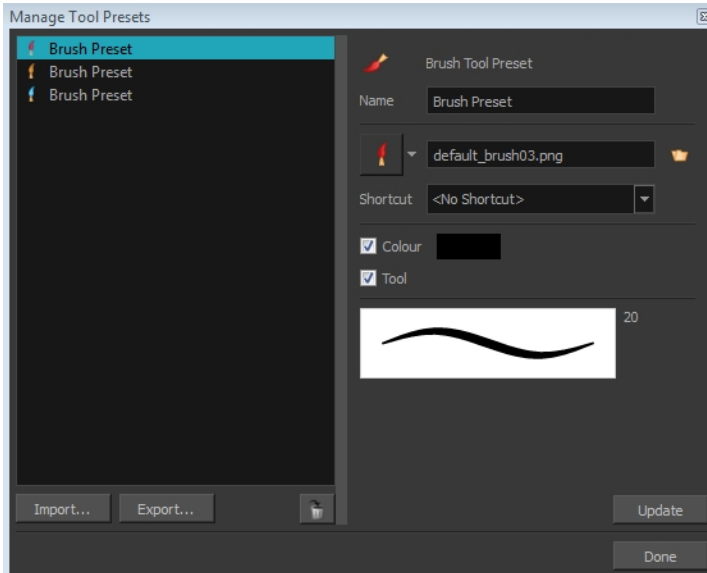 Manage Tool Presets
Brush Preset
Brush Preset
Brush Preset
Import...
Export...
Brush Tool Preset
Name
Brush Preset
default_brush03.png
Shortcut
<No Shortcut>
Colour
Tool
20
Update
Done